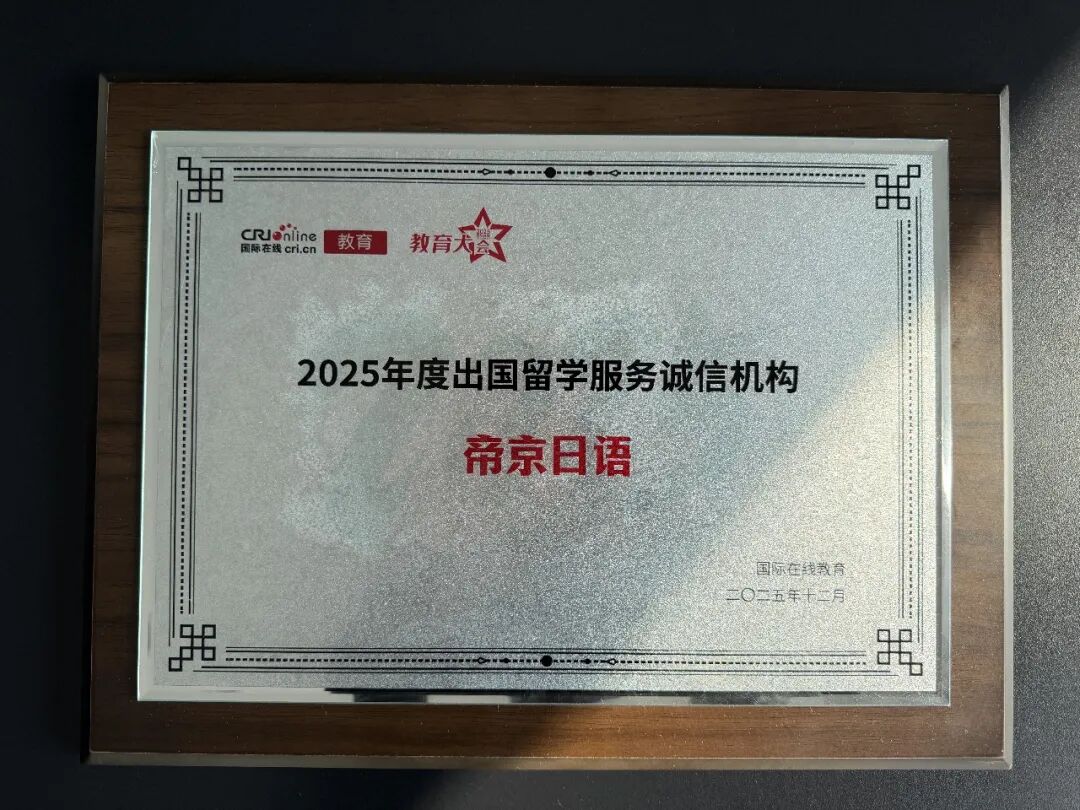 CRI online
国际在线 cri.cn 教育
教育大会
2025年度出国留学服务诚信机构
帝京日语
国际在线教育
二〇二五年十二月